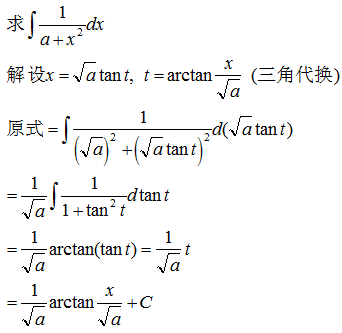 求∫ 1/(a+x²) dx
解 设x = √a tan t, t = arctan x/√a (三角代换)
原式 = ∫ 1/((√a)² + (√a tan t)²) d(√a tan t)
= 1/√a ∫ 1/(1+tan² t) d tan t
= 1/√a arctan(tan t) = 1/√a t
= 1/√a arctan x/√a + C